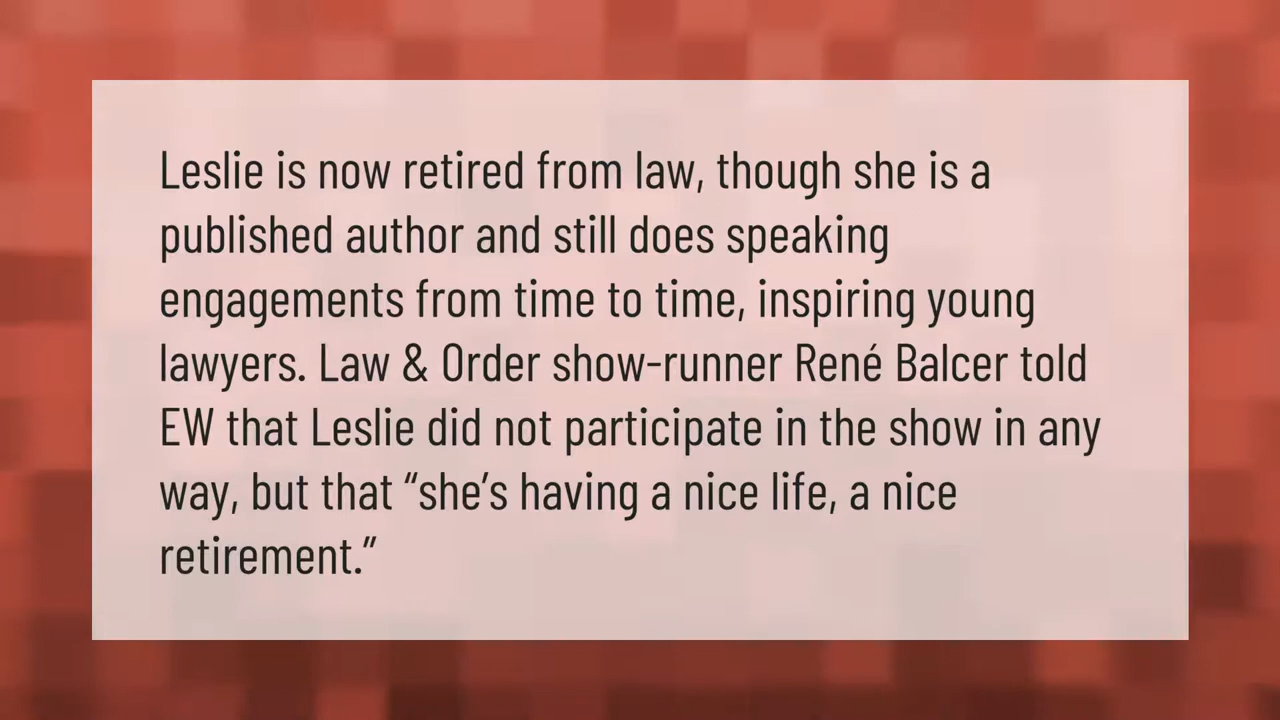 Leslie is now retired from law, though she is a
published author and still does speaking
engagements from time to time, inspiring young
lawyers. Law & Order show-runner René Balcer told
EW that Leslie did not participate in the show in any
way, but that “she’s having a nice life, a nice
retirement.”